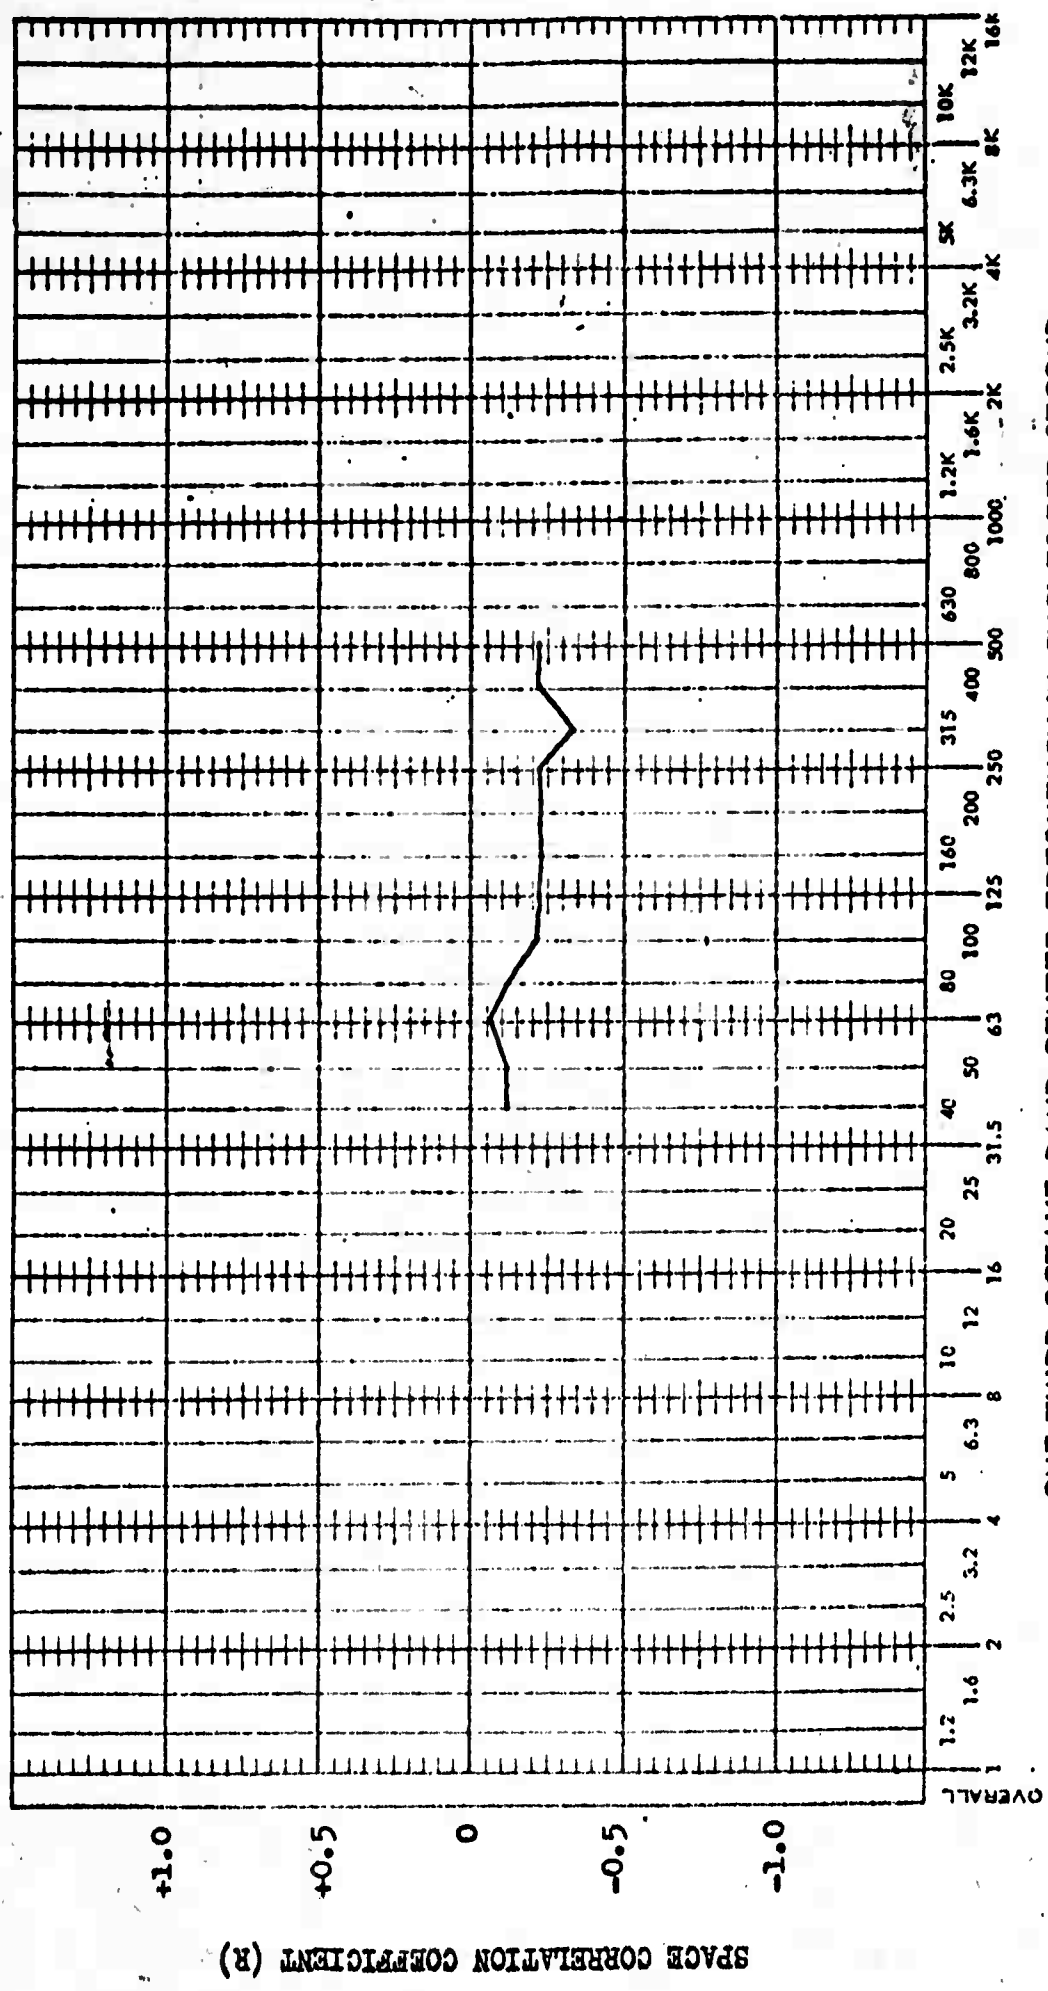 SPACE CORRELATION COEFFICIENT (R)
+1.0
+0.5
0
-0.5
-1.0
OVERALL
1 1.2 1.6 2 2.5 3.2 4 5 6.3 8 10 12 16 20 25 31.5 40 50 63 80 100 125 160 200 250 315 400 500 630 800 1000 1.2K 1.6K 2K 2.5K 3.2K 4K 5K 6.3K 8K 10K 12K 16K